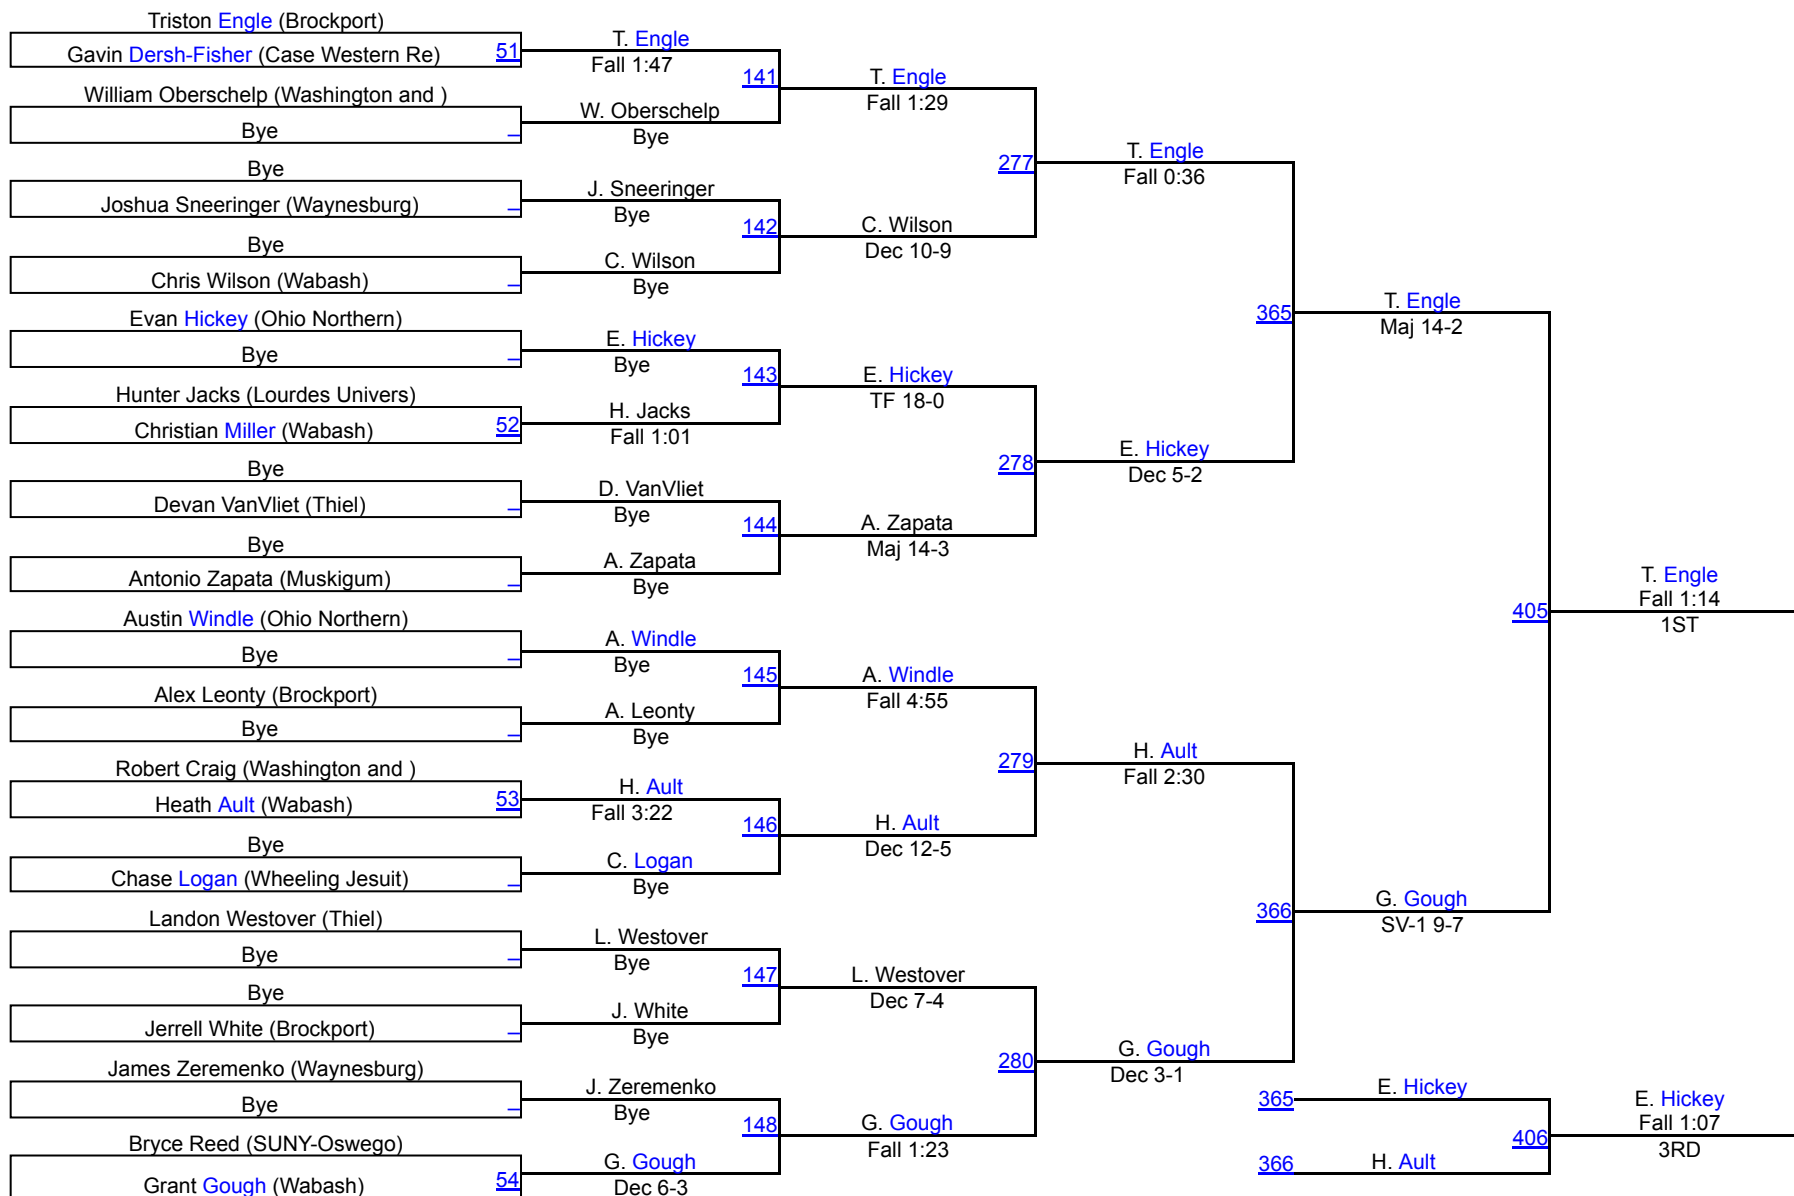 Triston Engle (Brockport)
Gavin Dersh-Fisher (Case Western Re) 51
William Oberschelp (Washington and )
Bye _
Bye
Joshua Sneeringer (Waynesburg) _
Bye
Chris Wilson (Wabash) _
Evan Hickey (Ohio Northern)
Bye _
Hunter Jacks (Lourdes Univers)
Christian Miller (Wabash) 52
Bye
Devan VanVliet (Thiel) _
Bye
Antonio Zapata (Muskigum) _
Austin Windle (Ohio Northern)
Bye _
Alex Leonty (Brockport)
Bye _
Robert Craig (Washington and )
Heath Ault (Wabash) 53
Bye
Chase Logan (Wheeling Jesuit) _
Landon Westover (Thiel)
Bye _
Bye
Jerrell White (Brockport) _
James Zeremenko (Waynesburg)
Bye _
Bryce Reed (SUNY-Oswego)
Grant Gough (Wabash) 54
T. Engle
Fall 1:47
141
W. Oberschelp
Bye
J. Sneeringer
Bye
142
C. Wilson
Bye
E. Hickey
Bye
143
H. Jacks
Fall 1:01
D. VanVliet
Bye
144
A. Zapata
Bye
A. Windle
Bye
145
A. Leonty
Bye
H. Ault
Fall 3:22
146
C. Logan
Bye
L. Westover
Bye
147
J. White
Bye
J. Zeremenko
Bye
148
G. Gough
Dec 6-3
T. Engle
Fall 1:29
277
C. Wilson
Dec 10-9
E. Hickey
TF 18-0
278
A. Zapata
Maj 14-3
A. Windle
Fall 4:55
279
H. Ault
Dec 12-5
L. Westover
Dec 7-4
280
G. Gough
Fall 1:23
T. Engle
Fall 0:36
365
E. Hickey
Dec 5-2
H. Ault
Fall 2:30
366
G. Gough
Dec 3-1
T. Engle
Maj 14-2
405
G. Gough
SV-1 9-7
T. Engle
Fall 1:14
1ST
365 E. Hickey
406
366 H. Ault
E. Hickey
Fall 1:07
3RD